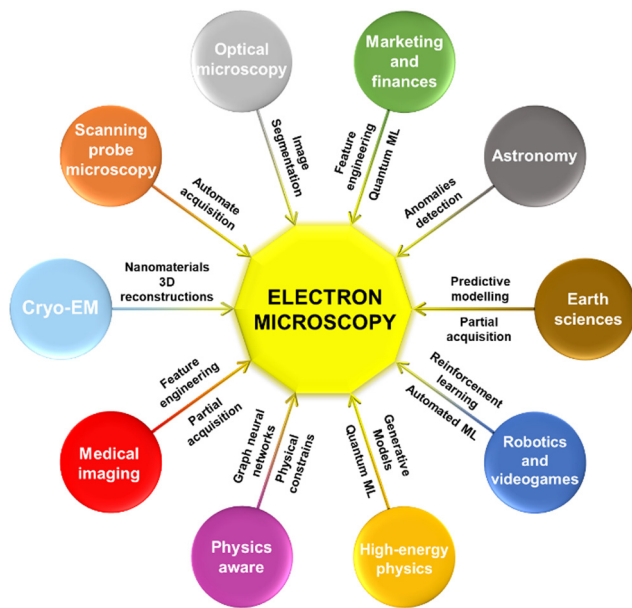 Optical
microscopy
Marketing
and
finances
Scanning
probe
microscopy
Astronomy
Image
Segmentation
Feature
engineering
Quantum ML
Automate
acquisition
Anomalies
detection
Cryo-EM
Nanomaterials
3D
reconstructions
ELECTRON
MICROSCOPY
Predictive
modelling
Partial
acquisition
Earth
sciences
Feature
engineering
Partial
acquisition
Reinforcement
learning
Automated ML
Medical
imaging
Graph neural
networks
Physical
constrains
Generative
Models
Quantum ML
Robotics
and
videogames
Physics
aware
High-energy
physics